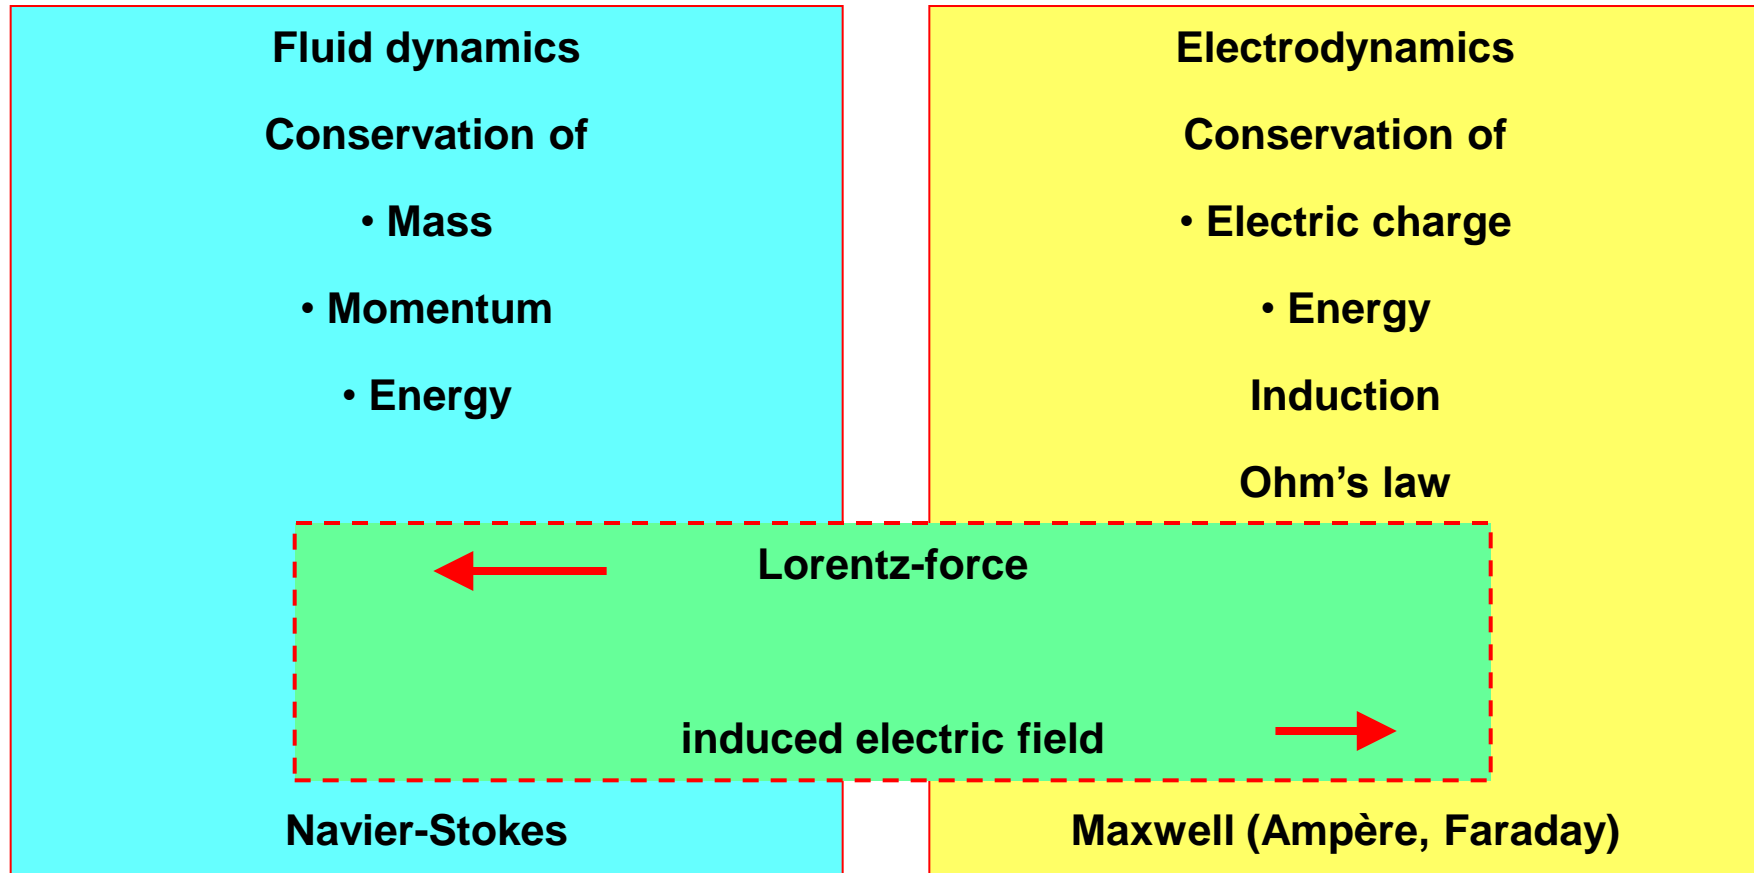 Fluid dynamics
Conservation of
• Mass
• Momentum
• Energy
Electrodynamics
Conservation of
• Electric charge
• Energy
Induction
Ohm’s law
Lorentz-force
induced electric field
Navier-Stokes
Maxwell (Ampère, Faraday)